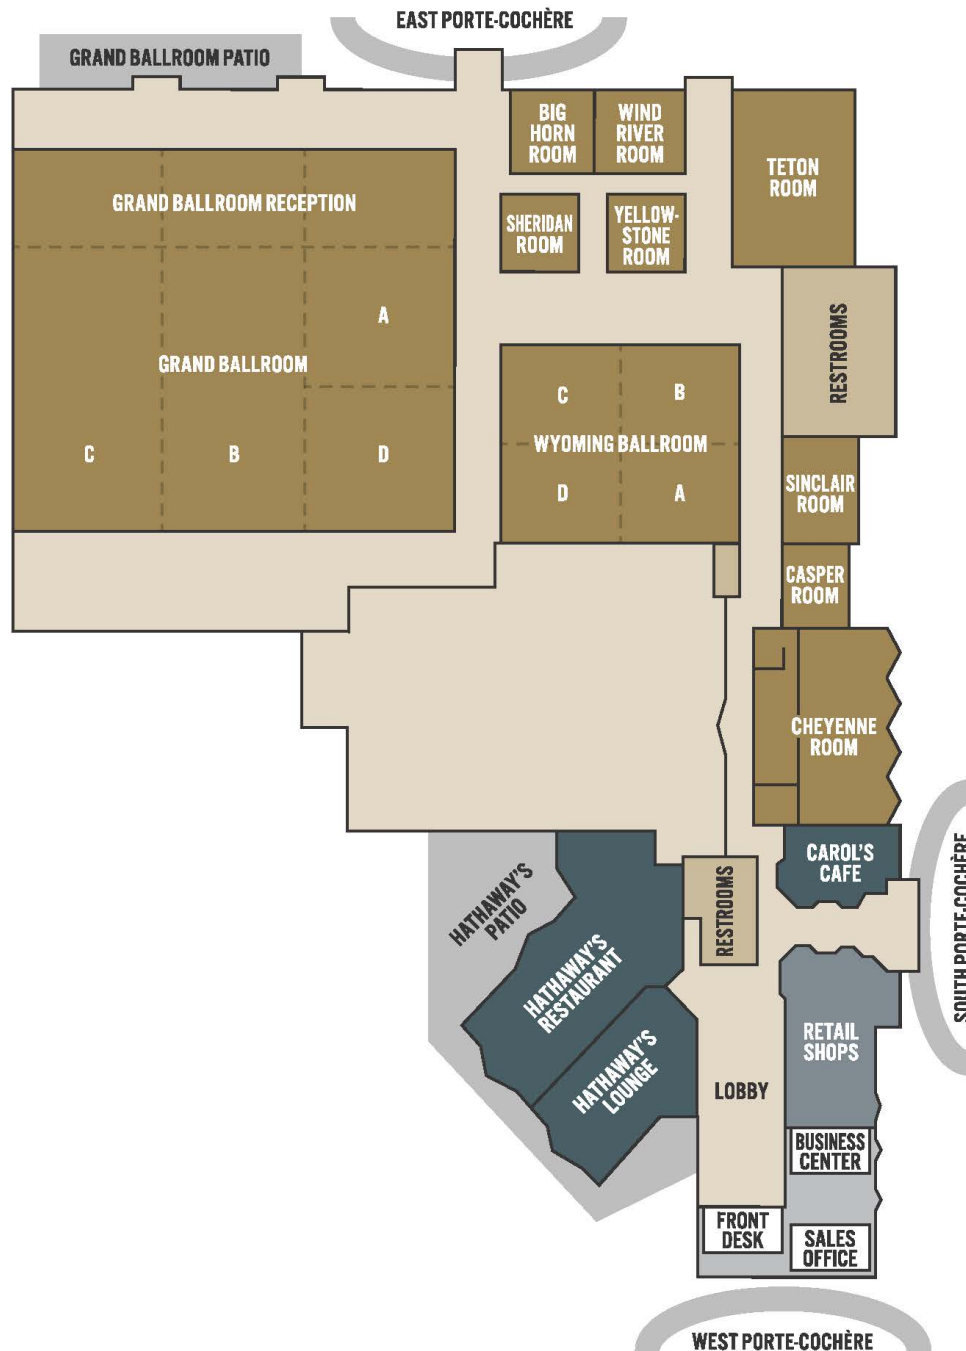 EAST PORTE-COCHÈRE
GRAND BALLROOM PATIO
BIG
HORN
ROOM
WIND
RIVER
ROOM
TETON
ROOM
GRAND BALLROOM RECEPTION
SHERIDAN
ROOM
YELLOW-
STONE
ROOM
A
GRAND BALLROOM
C
B
D
RESTROOMS
C
B
WYOMING BALLROOM
D
A
SINCLAIR
ROOM
CASPER
ROOM
CHEYENNE
ROOM
CAROL'S
CAFE
SOUTH PORTE-COCHÈRE
HATHAWAY'S
PATIO
RESTROOMS
HATHAWAY'S
RESTAURANT
HATHAWAY'S
LOUNGE
RETAIL
SHOPS
LOBBY
BUSINESS
CENTER
FRONT
DESK
SALES
OFFICE
WEST PORTE-COCHÈRE